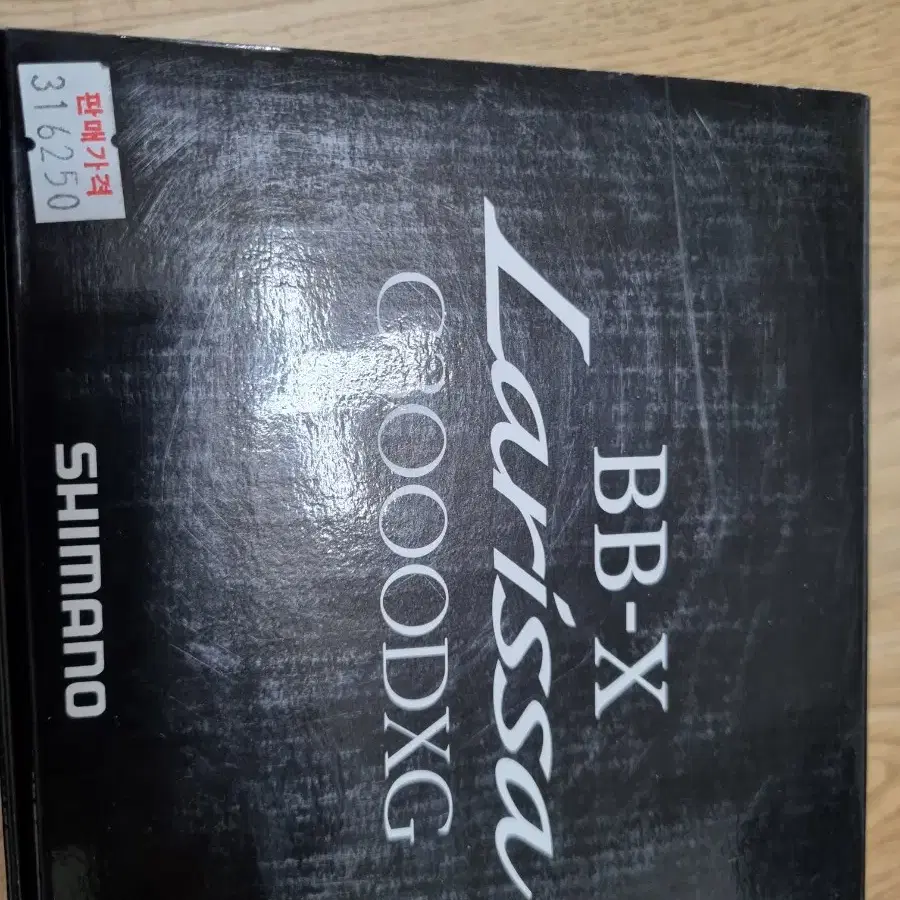 BB-X
Larissa
C3000DXG
SHIMANO
판매가격
316250